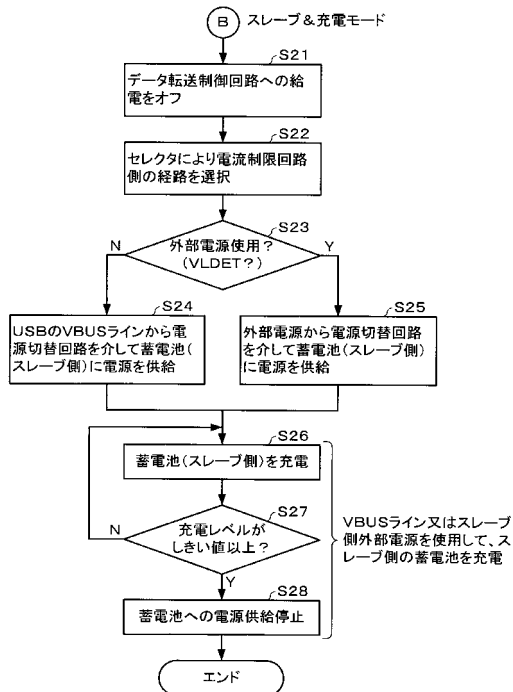 B
スレーブ&充電モード
S21
データ転送制御回路への給
電をオフ
S22
セレクタにより電流制限回路
側の経路を選択
S23
外部電源使用?
(VLDET?)
N
Y
S24
USBのVBUSラインから電
源切替回路を介して蓄電池(
スレーブ側)に電源を供給
S25
外部電源から電源切替回路
を介して蓄電池(スレーブ側)
に電源を供給
S26
蓄電池(スレーブ側)を充電
S27
充電レベルが
しきい値以上?
N
Y
S28
蓄電池への電源供給停止
VBUSライン又はスレーブ
側外部電源を使用して、ス
レーブ側の蓄電池を充電
エンド